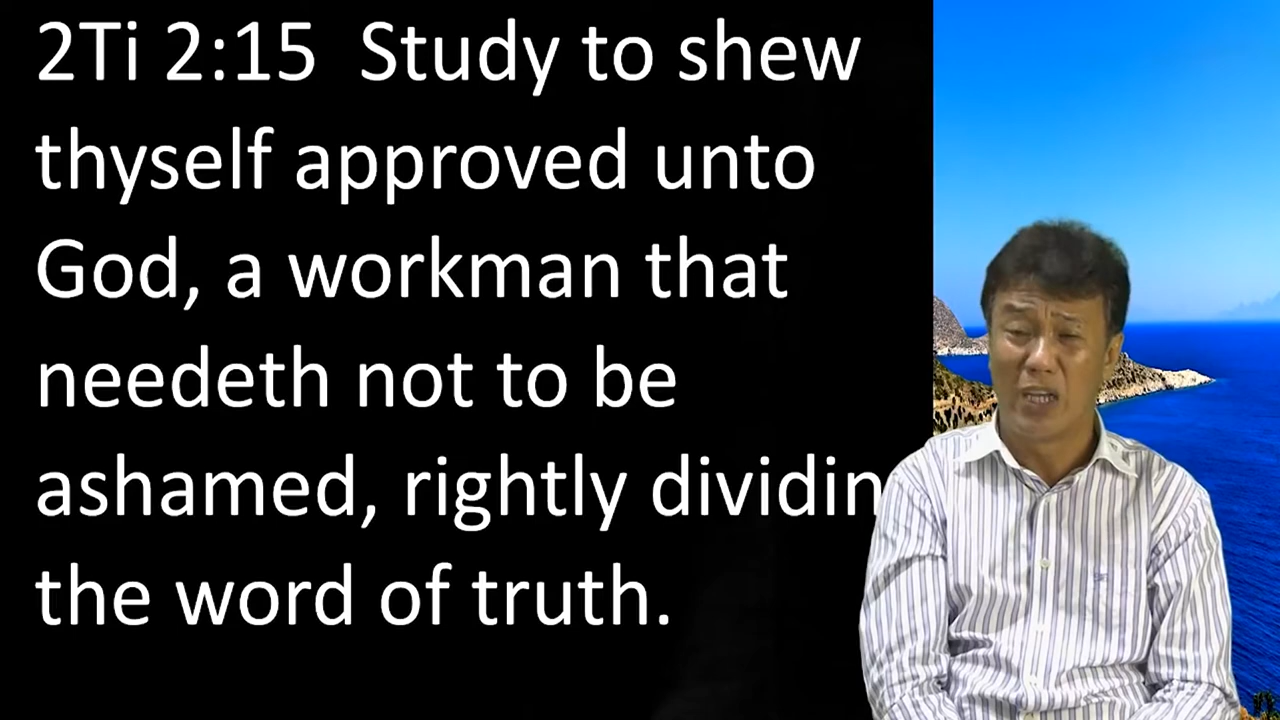 2Ti 2:15  Study to shew
thyself approved unto
God, a workman that
needeth not to be
ashamed, rightly dividin
the word of truth.